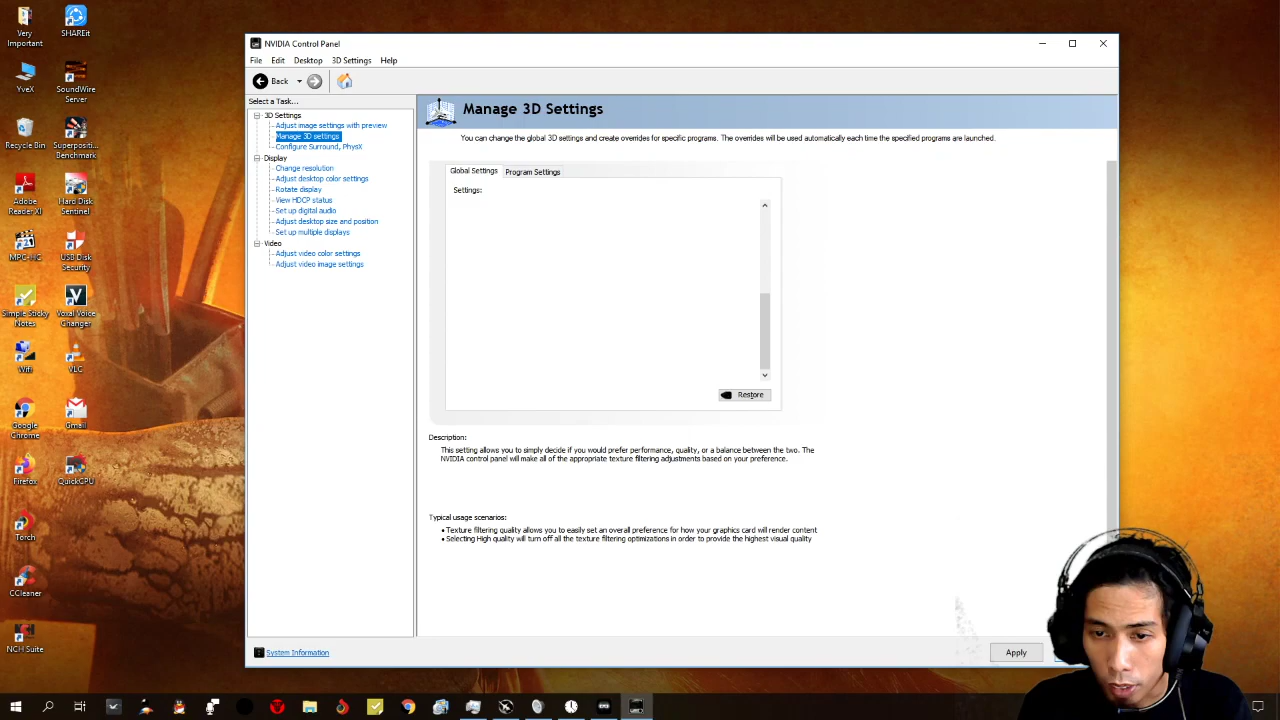 Very
Important
SHAREit
YveX
SoundWire
Server
Recycle Bin
Superpositi...
Benchmark
Adobe
Reader XI
Hard Disk
Sentinel
MPC-HC
USB Disk
Security
Simple Sticky
Notes
Voxal Voice
Changer
Wifi
VLC
Google
Chrome
Gmail
Firefox
QuickGPU
Torch
CCleaner
NCH Suite
NVIDIA Control Panel
File Edit Desktop 3D Settings Help
Back
Select a Task...
3D Settings
Adjust image settings with preview
Manage 3D settings
Configure Surround, PhysX
Display
Change resolution
Adjust desktop color settings
Rotate display
View HDCP status
Set up digital audio
Adjust desktop size and position
Set up multiple displays
Video
Adjust video color settings
Adjust video image settings
System Information
Manage 3D Settings
You can change the global 3D settings and create overrides for specific programs. The overrides will be used automatically each time the specified programs are launched.
Global Settings Program Settings
Settings:
Restore
Description:
This setting allows you to simply decide if you would prefer performance, quality, or a balance between the two. The
NVIDIA control panel will make all of the appropriate texture filtering adjustments based on your preference.
Typical usage scenarios:
• Texture filtering quality allows you to easily set an overall preference for how your graphics card will render content
• Selecting High quality will turn off all the texture filtering optimizations in order to provide the highest visual quality
Apply